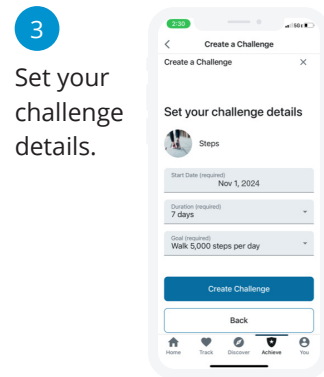 3
Set your
challenge
details.
2:30
Create a Challenge
Create a Challenge
Set your challenge details
Steps
Start Date (required)
Nov 1, 2024
Duration (required)
7 days
Goal (required)
Walk 5,000 steps per day
Create Challenge
Back
Home Track Discover Achieve You